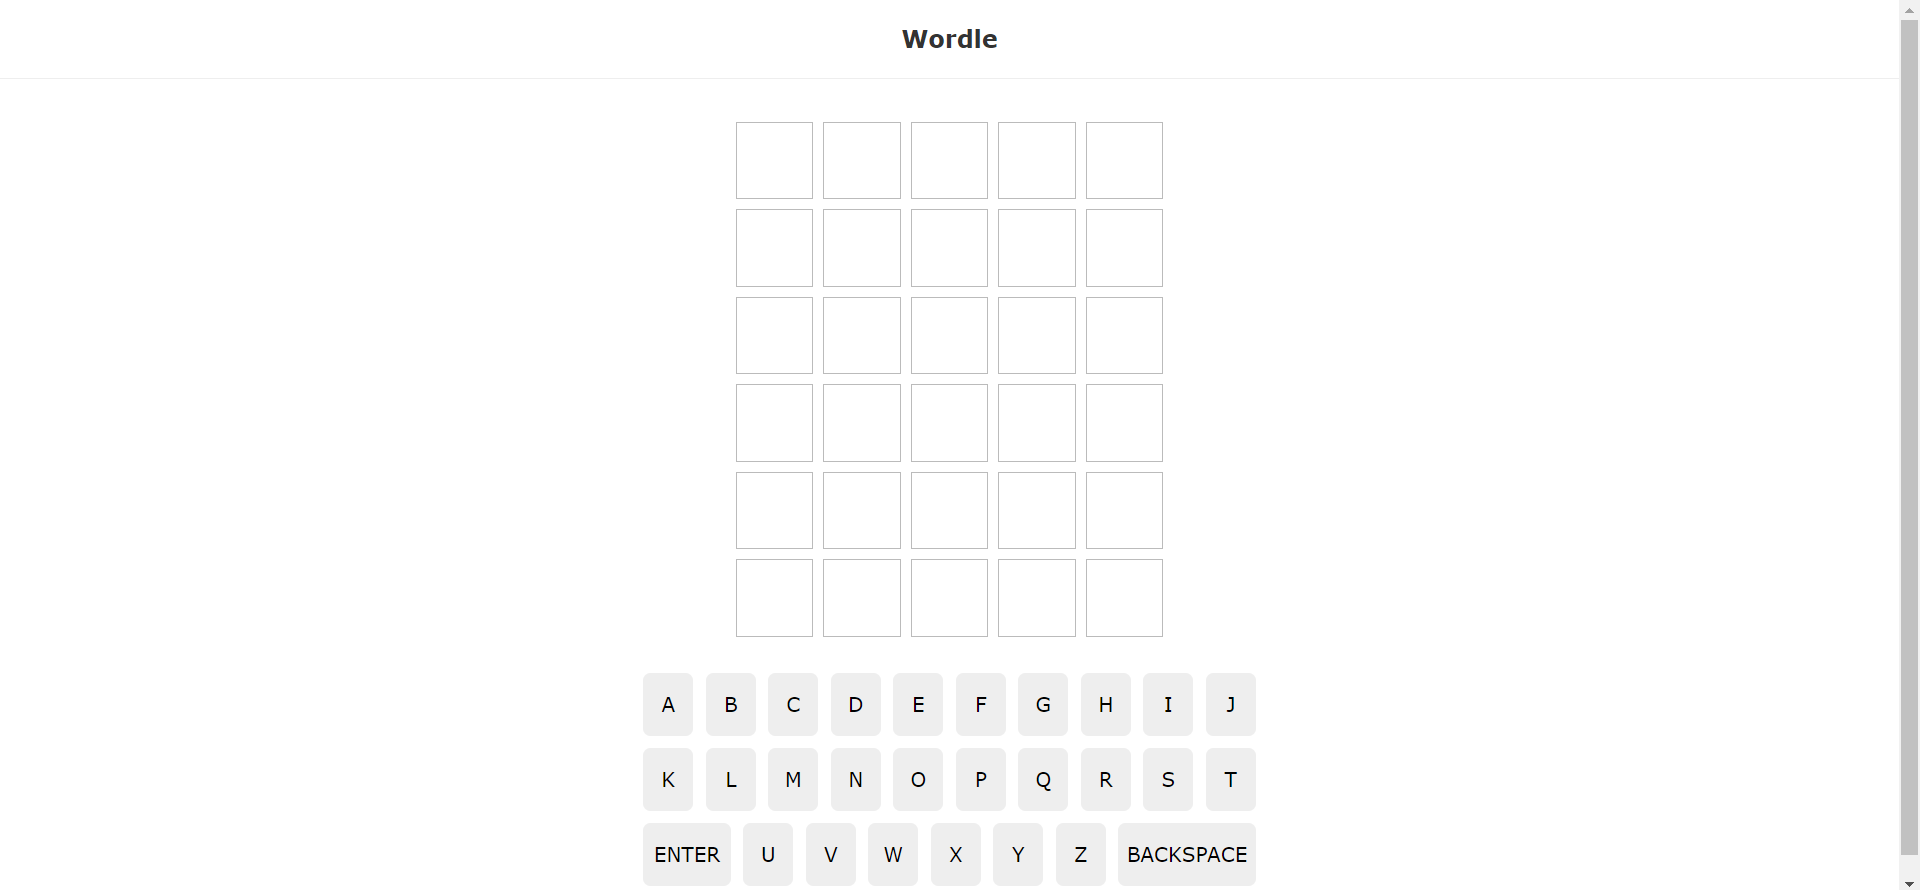 Wordle
A B C D E F G H I J
K L M N O P Q R S T
ENTER U V W X Y Z BACKSPACE